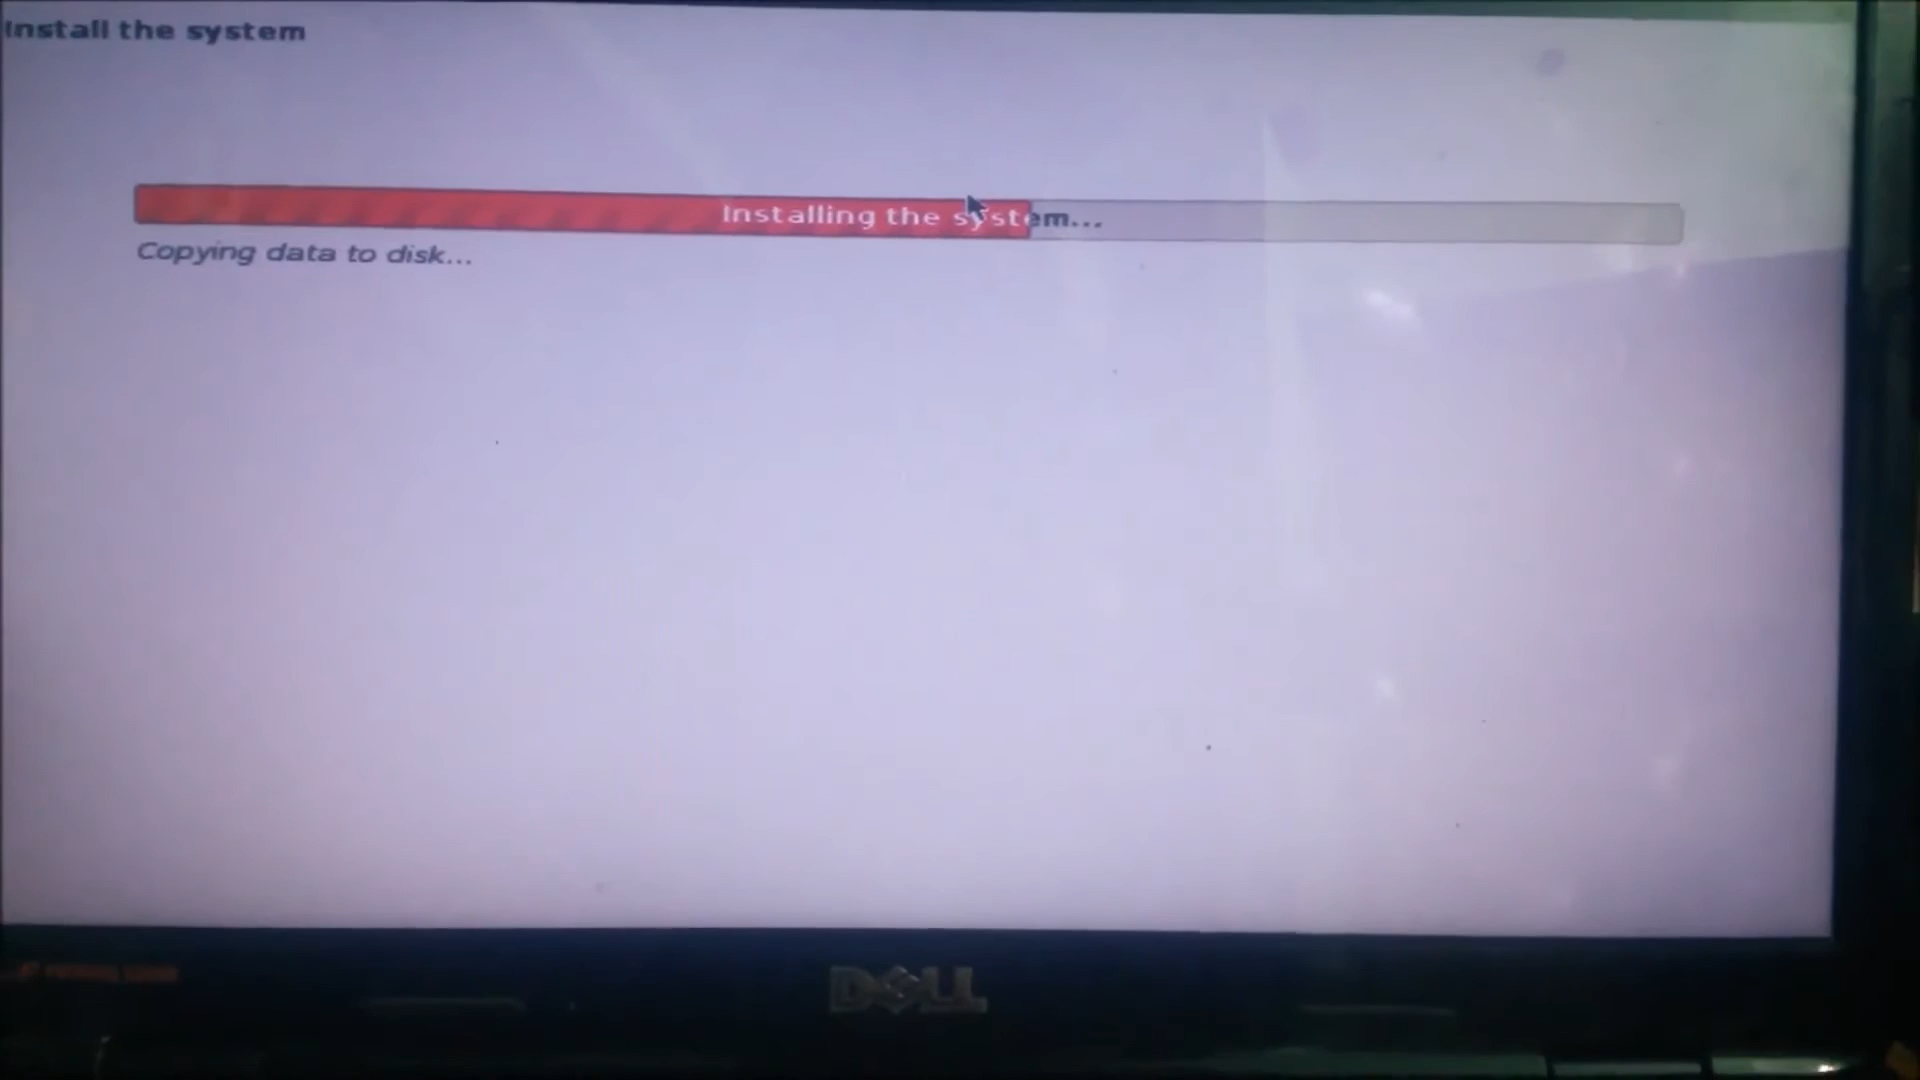 Install the system
Installing the system...
Copying data to disk...
DELL